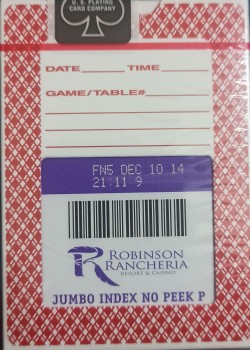 U. S. PLAYING
CARD COMPANY
DATE TIME
GAME/TABLE#
FN5 DEC 10 14
21:11 9
ROBINSON
RANCHERIA
RESORT & CASINO
JUMBO INDEX NO PEEK P